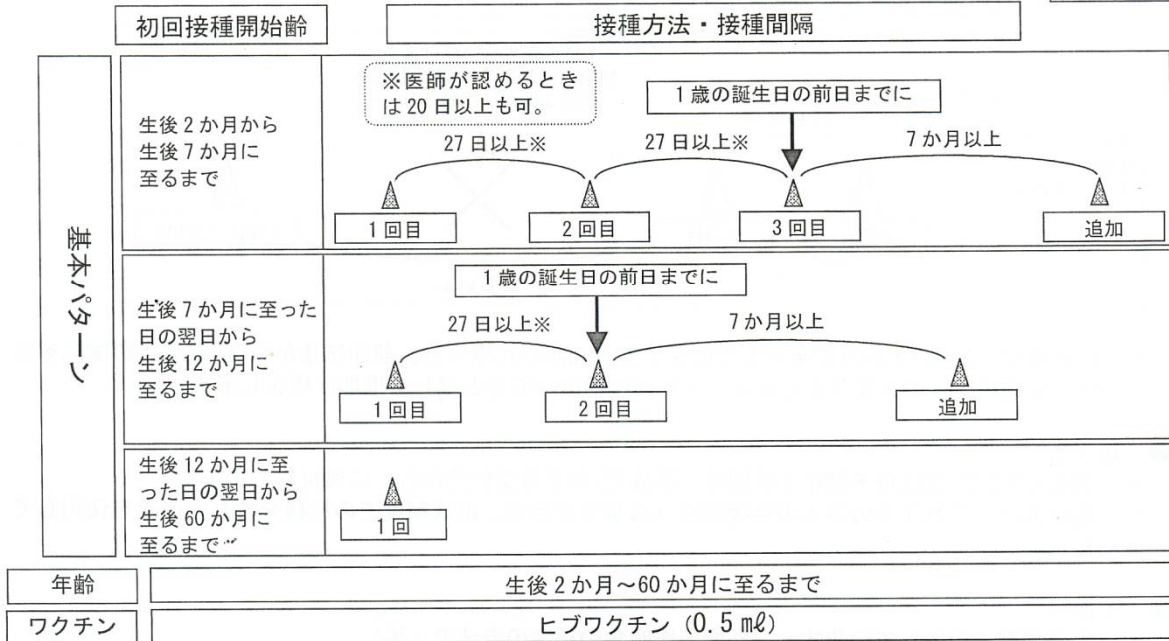 初回接種開始齢
接種方法・接種間隔
基本パターン
生後2か月から
生後7か月に
至るまで
※医師が認めるとき
は20日以上も可。
1歳の誕生日の前日までに
27日以上※
27日以上※
7か月以上
1回目
2回目
3回目
追加
生後7か月に至った
日の翌日から
生後12か月に
至るまで
1歳の誕生日の前日までに
27日以上※
7か月以上
1回目
2回目
追加
生後12か月に至
った日の翌日から
生後60か月に
至るまで
1回
年齢
生後2か月~60か月に至るまで
ワクチン
ヒブワクチン(0.5㎖)